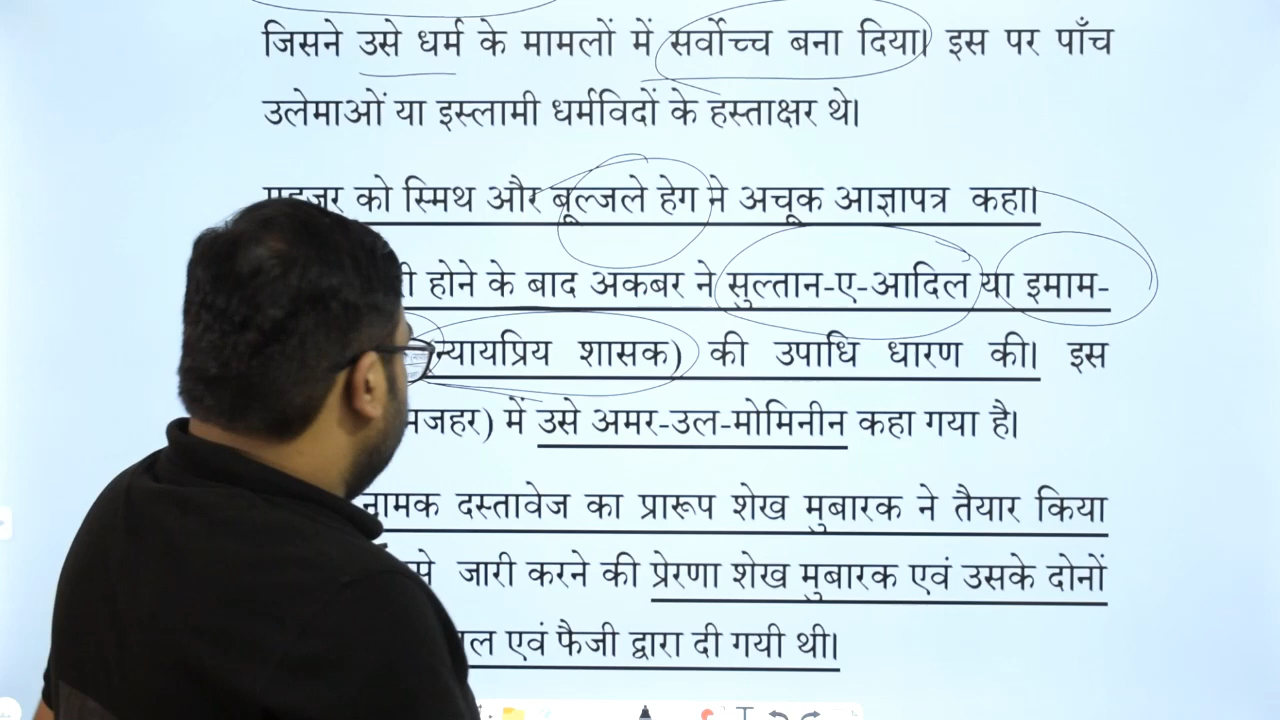 जिसने उसे धर्म के मामलों में सर्वोच्च बना दिया। इस पर पाँच
उलेमाओं या इस्लामी धर्मविदों के हस्ताक्षर थे।
को स्मिथ और बूल्जले हेग ने अचूक आज्ञापत्र कहा।
होने के बाद अकबर ने सुल्तान-ए-आदिल या इमाम-
(न्यायप्रिय शासक) की उपाधि धारण की। इस
मजहर) में उसे अमर-उल-मोमिनीन कहा गया है।
नामक दस्तावेज का प्रारूप शेख मुबारक ने तैयार किया
जारी करने की प्रेरणा शेख मुबारक एवं उसके दोनों
एवं फैजी द्वारा दी गयी थी।